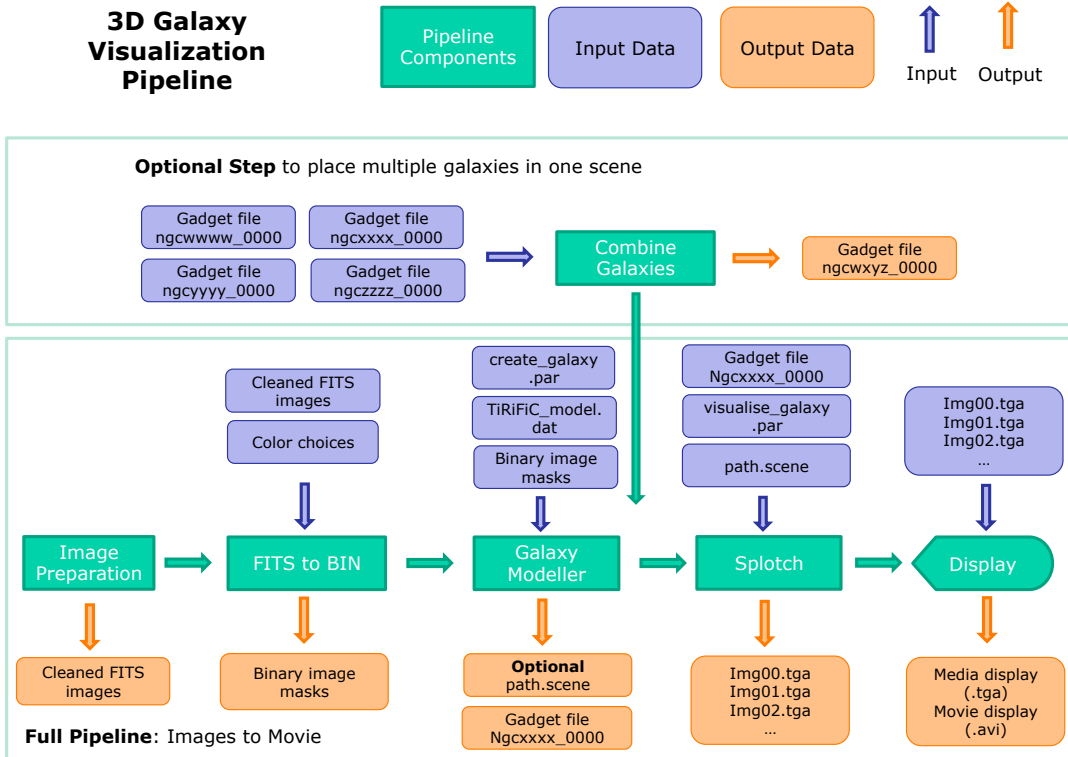 3D Galaxy
Visualization
Pipeline
Pipeline
Components
Input Data
Output Data
Input
Output
Optional Step to place multiple galaxies in one scene
Gadget file
ngcwwww_0000
Gadget file
ngcxxxx_0000
Gadget file
ngcyyyy_0000
Gadget file
ngczzzz_0000
Combine
Galaxies
Gadget file
ngcwxyz_0000
Cleaned FITS
images
Color choices
create_galaxy
.par
TiRiFiC_model.
dat
Binary image
masks
Gadget file
Ngcxxxx_0000
visualise_galaxy
.par
path.scene
Img00.tga
Img01.tga
Img02.tga
...
Image
Preparation
FITS to BIN
Galaxy
Modeller
Splotch
Display
Cleaned FITS
images
Binary image
masks
Optional
path.scene
Gadget file
Ngcxxxx_0000
Img00.tga
Img01.tga
Img02.tga
...
Media display
(.tga)
Movie display
(.avi)
Full Pipeline: Images to Movie